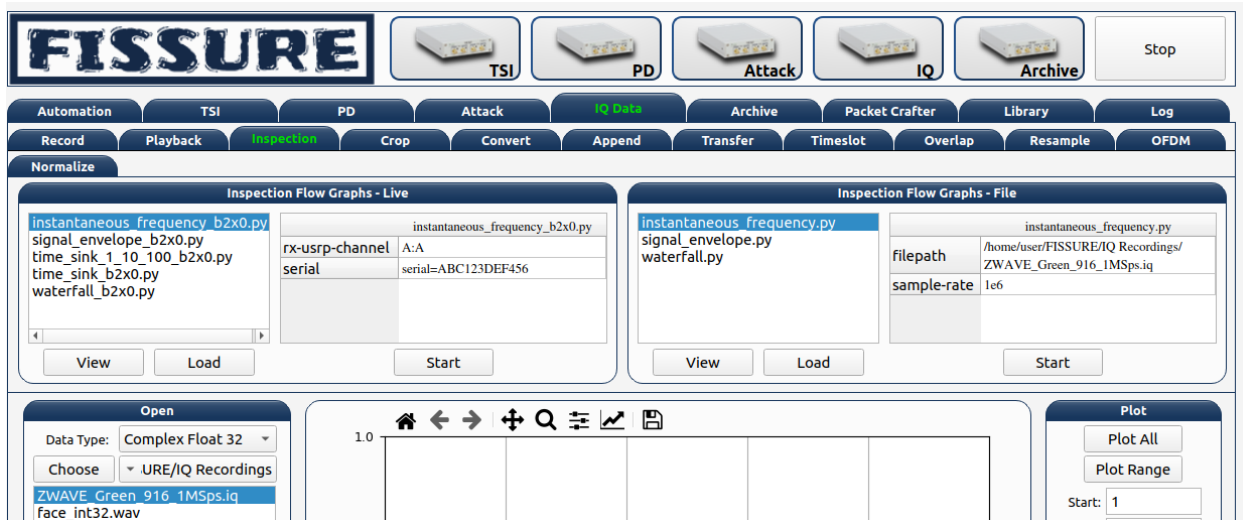 FISSURE
TSI
PD
Attack
IQ
Archive
Stop
Automation TSI PD Attack IQ Data Archive Packet Crafter Library Log
Record Playback Inspection Crop Convert Append Transfer Timeslot Overlap Resample OFDM
Normalize
Inspection Flow Graphs - Live
instantaneous_frequency_b2x0.py
signal_envelope_b2x0.py
time_sink_1_10_100_b2x0.py
time_sink_b2x0.py
waterfall_b2x0.py
instantaneous_frequency_b2x0.py
rx-usrp-channel A:A
serial serial=ABC123DEF456
View Load Start
Inspection Flow Graphs - File
instantaneous_frequency.py
signal_envelope.py
waterfall.py
instantaneous_frequency.py
filepath /home/user/FISSURE/IQ Recordings/
ZWAVE_Green_916_1MSps.iq
sample-rate 1e6
View Load Start
Open
Data Type: Complex Float 32
Choose URE/IQ Recordings
ZWAVE_Green_916_1MSps.iq
face_int32.wav
1.0
Plot
Plot All
Plot Range
Start: 1